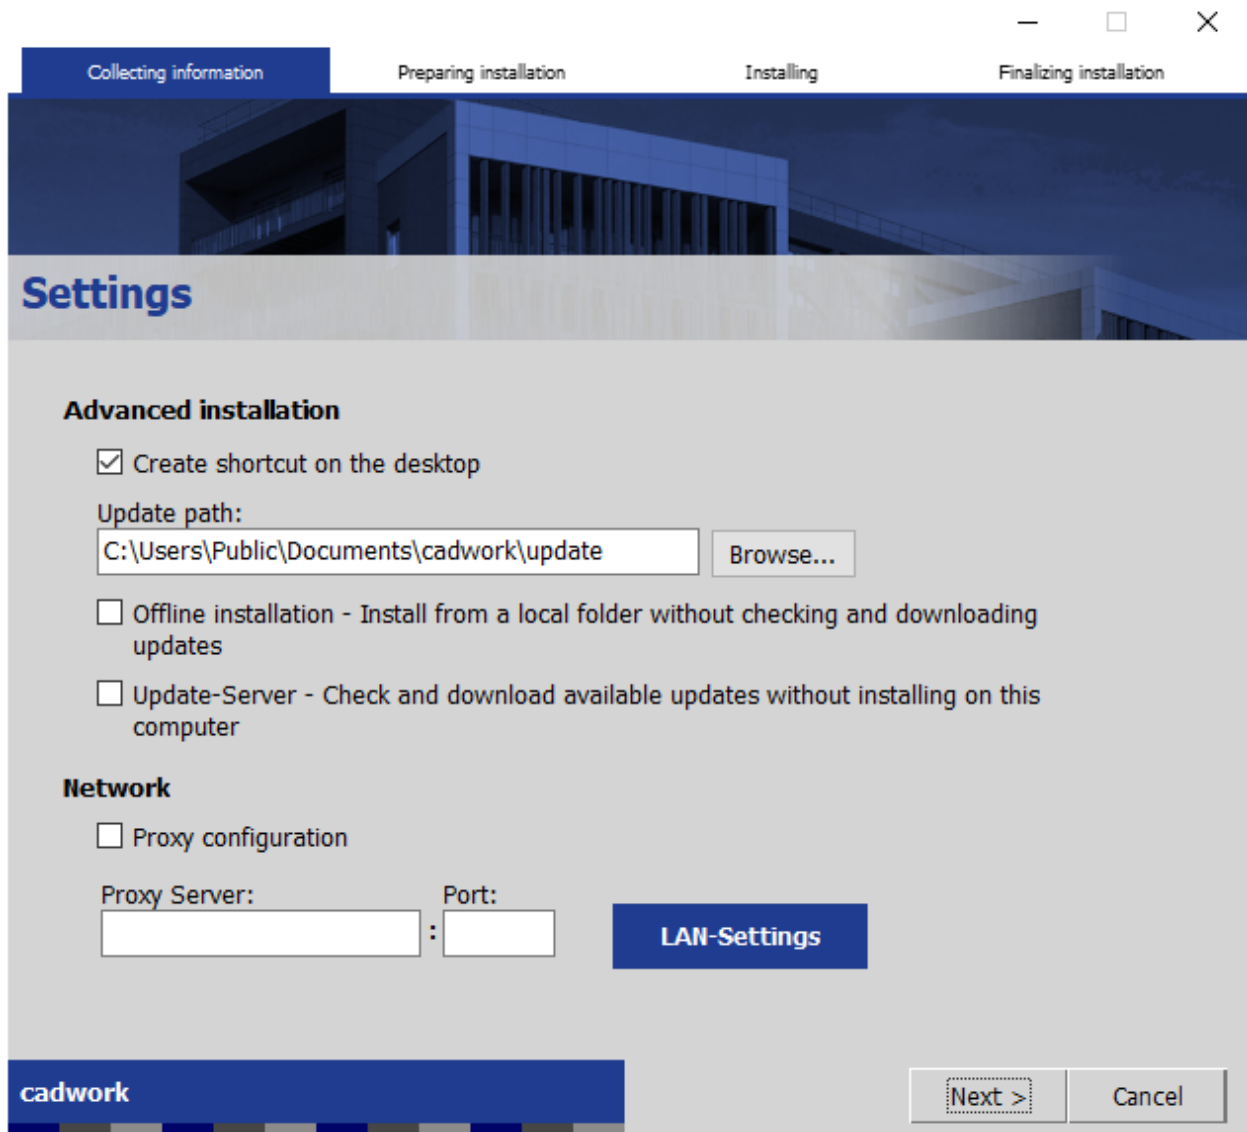 Collecting information
Preparing installation
Installing
Finalizing installation
Settings
Advanced installation
Create shortcut on the desktop
Update path:
C:\Users\Public\Documents\cadwork\update
Browse...
Offline installation - Install from a local folder without checking and downloading
updates
Update-Server - Check and download available updates without installing on this
computer
Network
Proxy configuration
Proxy Server:
Port:
:
LAN-Settings
cadwork
Next >
Cancel